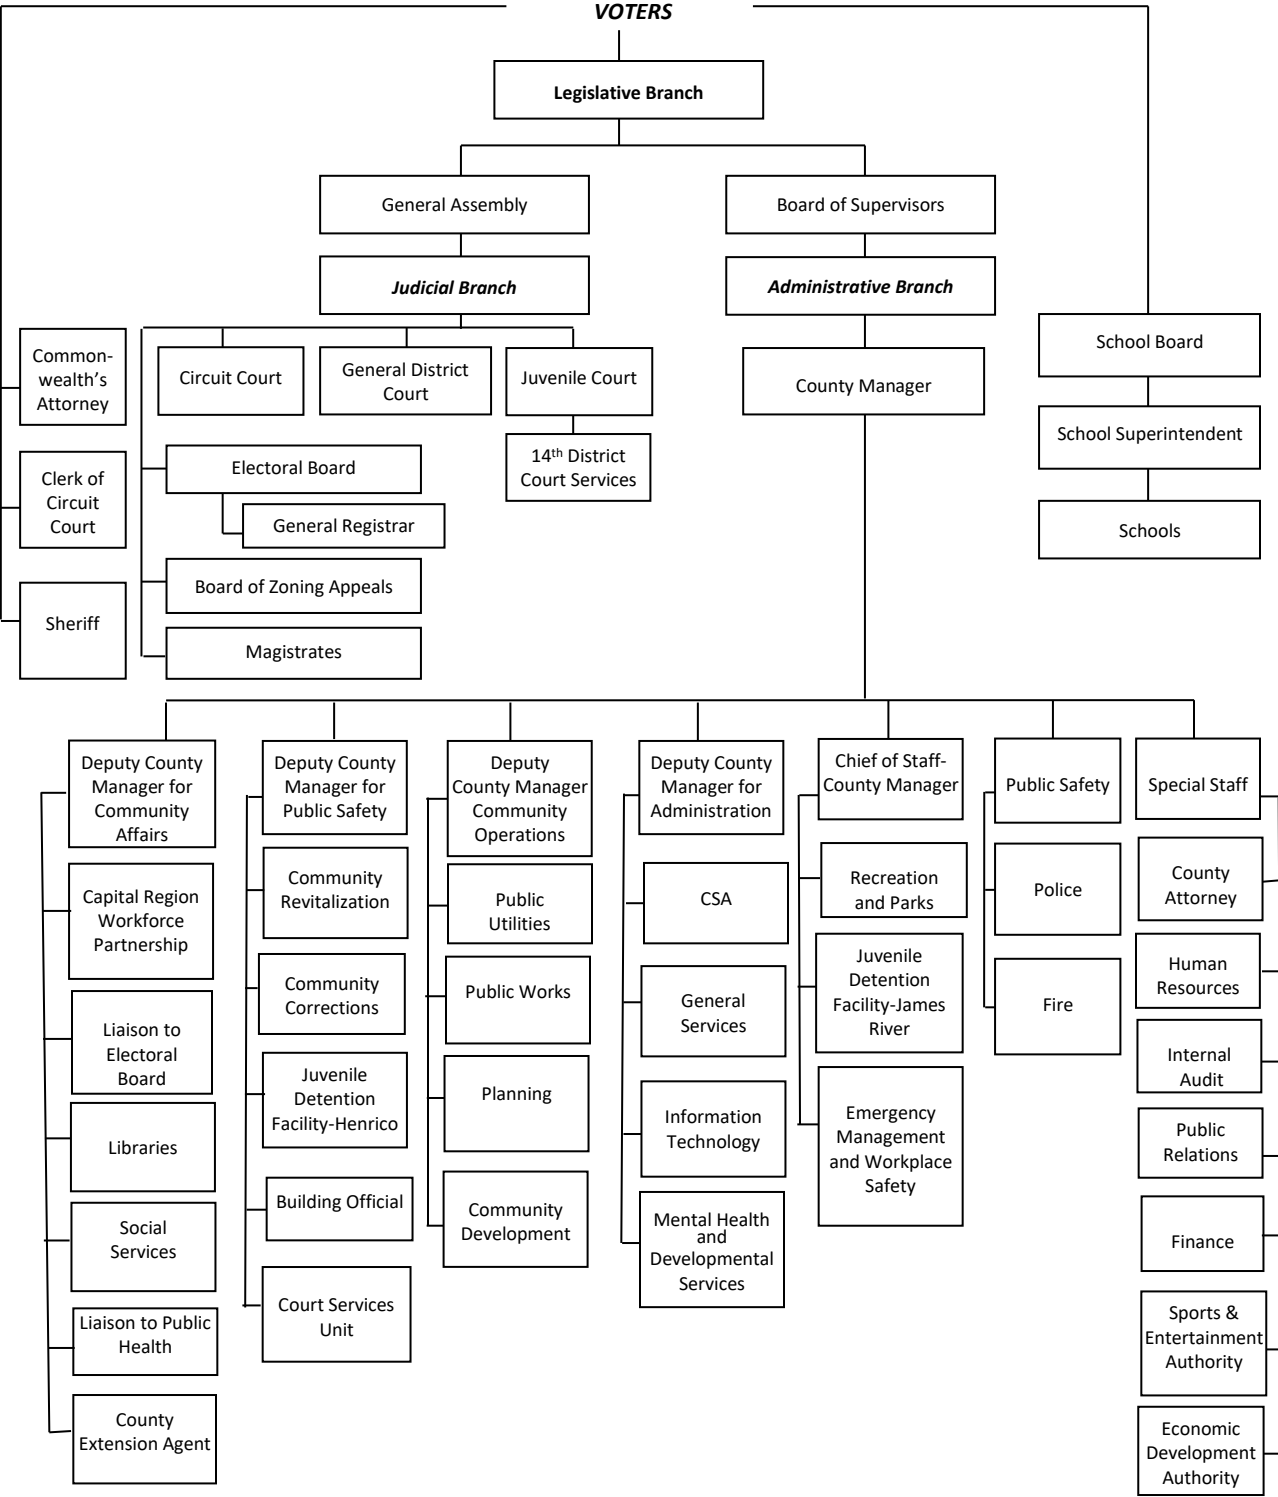 VOTERS
Legislative Branch
General Assembly
Board of Supervisors
Judicial Branch
Administrative Branch
Common-
wealth's
Attorney
Circuit Court
General District
Court
Juvenile Court
County Manager
School Board
School Superintendent
Schools
14th District
Court Services
Clerk of
Circuit
Court
Electoral Board
General Registrar
Board of Zoning Appeals
Sheriff
Magistrates
Deputy County
Manager for
Community
Affairs
Capital Region
Workforce
Partnership
Liaison to
Electoral
Board
Libraries
Social
Services
Liaison to Public
Health
County
Extension Agent
Deputy County
Manager for
Public Safety
Community
Revitalization
Community
Corrections
Juvenile
Detention
Facility-Henrico
Building Official
Court Services
Unit
Deputy
County Manager
Community
Operations
Public
Utilities
Public Works
Planning
Community
Development
Deputy County
Manager for
Administration
CSA
General
Services
Information
Technology
Mental Health
and
Developmental
Services
Chief of Staff-
County Manager
Recreation
and Parks
Juvenile
Detention
Facility-James
River
Emergency
Management
and Workplace
Safety
Public Safety
Police
Fire
Special Staff
County
Attorney
Human
Resources
Internal
Audit
Public
Relations
Finance
Sports &
Entertainment
Authority
Economic
Development
Authority